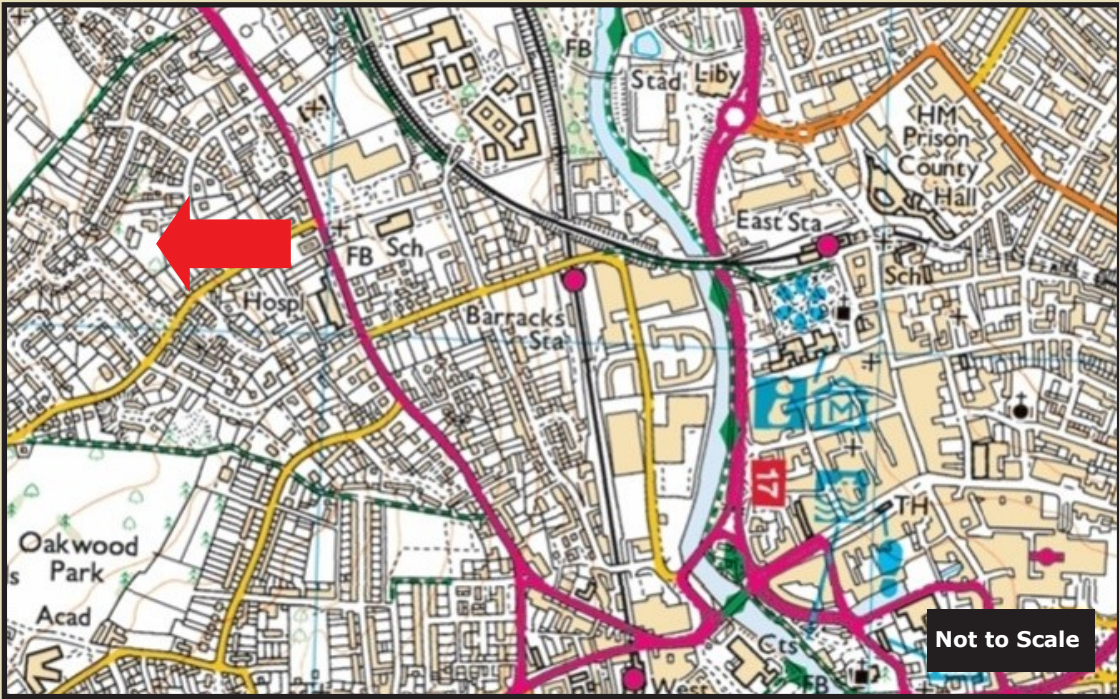 FB
Stad
Liby
HM
Prison
County
Hall
East Sta
FB
Sch
Sch
Hospl
Barracks
Sta
M
17
TH
Oakwood
Park
s
Acad
Cts
Not to Scale
West
FB